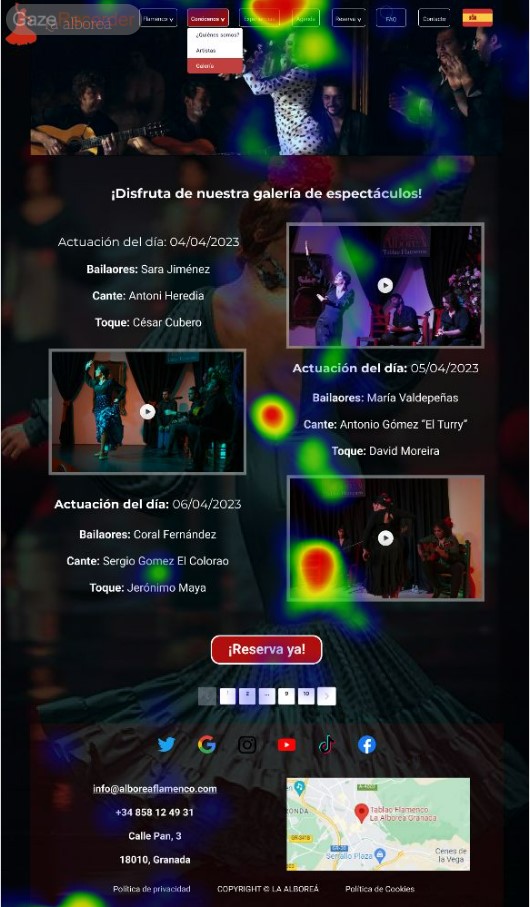 GazeRecorder
la alboreá
Flamenco
Conócenos
Espectáculos
Agenda
Reserva
FAQ
Contacto
¿Quiénes somos?
Artistas
Galería
¡Disfruta de nuestra galería de espectáculos!
Actuación del día: 04/04/2023
Bailaores: Sara Jiménez
Cante: Antoni Heredia
Toque: César Cubero
Actuación del día: 05/04/2023
Bailaores: María Valdepeñas
Cante: Antonio Gómez “El Turry”
Toque: David Moreira
Actuación del día: 06/04/2023
Bailaores: Coral Fernández
Cante: Sergio Gomez El Colorao
Toque: Jerónimo Maya
¡Reserva ya!
1 2 ... 9 10
info@alboreaflamenco.com
+34 858 12 49 31
Calle Pan, 3
18010, Granada
Tablao Flamenco
La Alboreá Granada
Serrallo Plaza
Cenes de
la Vega
Política de privacidad COPYRIGHT © LA ALBOREÁ Política de Cookies